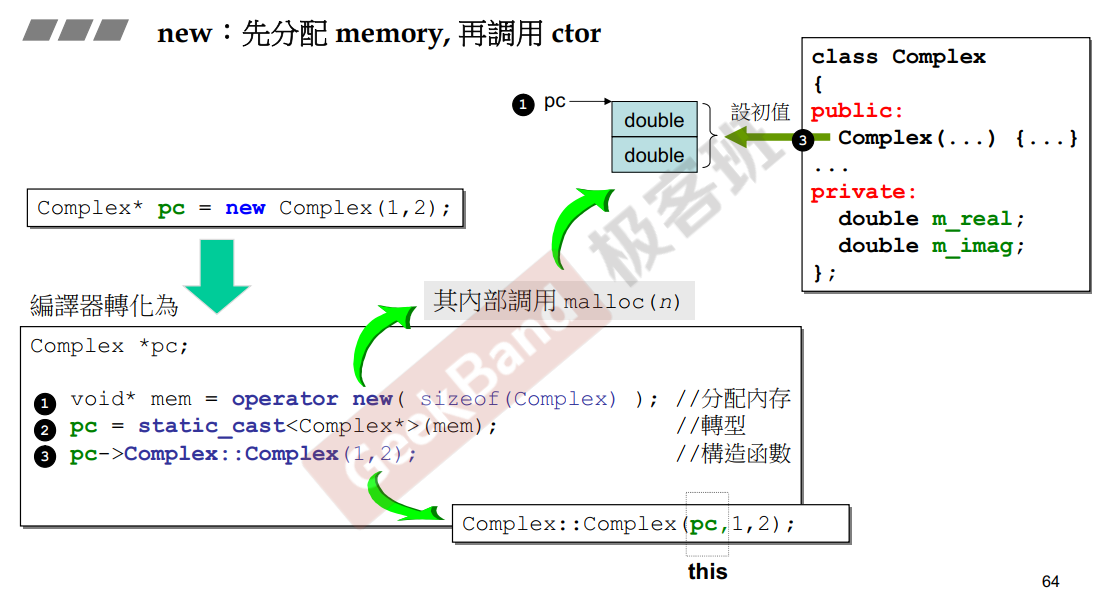 new：先分配 memory, 再調用 ctor
class Complex
{
public:
Complex(...) {...}
...
private:
double m_real;
double m_imag;
};
1 pc
double
double
設初值
3
Complex* pc = new Complex(1,2);
編譯器轉化為
其內部調用 malloc(n)
Complex *pc;
1 void* mem = operator new( sizeof(Complex) ); //分配內存
2 pc = static_cast<Complex*>(mem); //轉型
3 pc->Complex::Complex(1,2); //構造函數
Complex::Complex(pc,1,2);
this
GeekBand 极客班
64